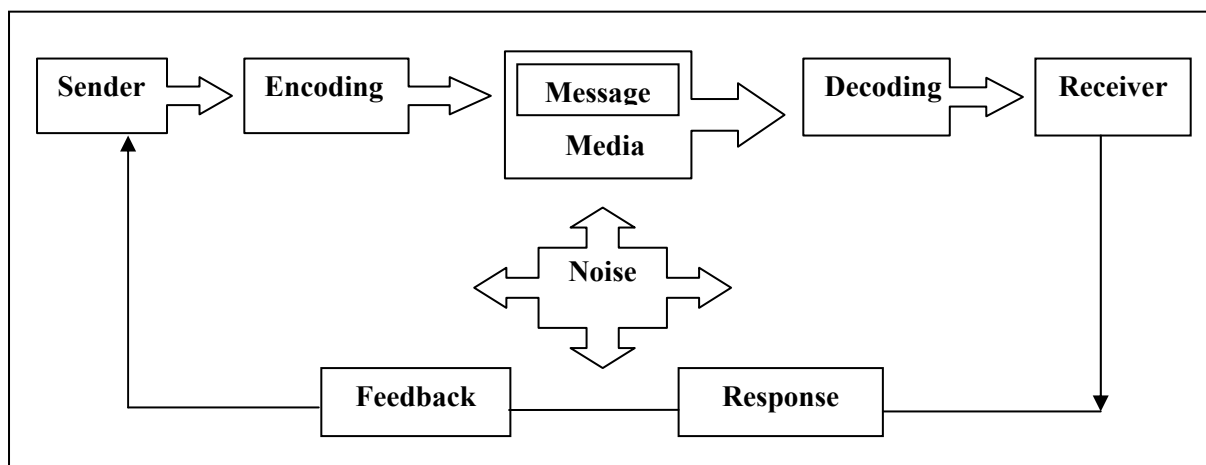 Sender
Encoding
Message
Media
Decoding
Receiver
Noise
Feedback
Response